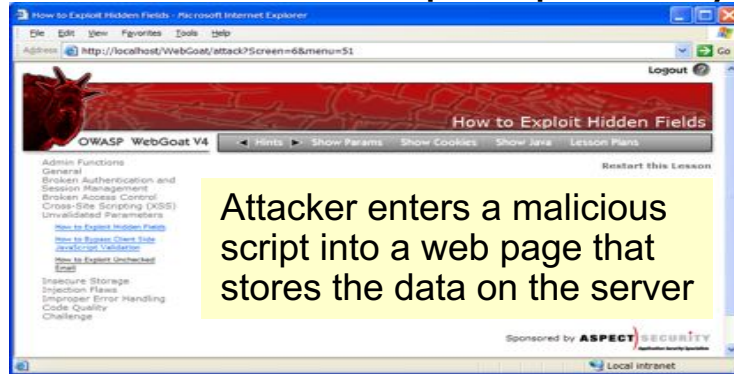 How to Exploit Hidden Fields - Microsoft Internet Explorer
File Edit View Favorites Tools Help
Address http://localhost/WebGoat/attack?Screen=6&menu=51 Go
Logout
How to Exploit Hidden Fields
OWASP WebGoat V4 Hints Show Params Show Cookies Show Java Lesson Plans
Restart this Lesson
Admin Functions
General
Broken Authentication and
Session Management
Broken Access Control
Cross-Site Scripting (XSS)
Unvalidated Parameters
How to Exploit Hidden Fields
How to Bypass Client Side
JavaScript Validation
How to Exploit Unchecked
Email
Insecure Storage
Injection Flaws
Improper Error Handling
Code Quality
Challenge
Attacker enters a malicious
script into a web page that
stores the data on the server
Sponsored by ASPECT SECURITY
Application Security Specialists
Local intranet